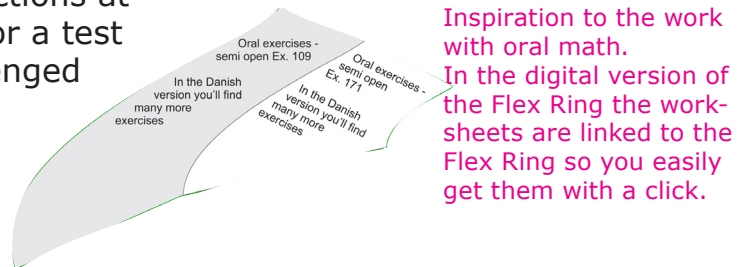 ctions at
or a test
enged
Oral exercises -
semi open Ex. 109
In the Danish
version you'll find
many more
exercises
Oral exercises -
semi open
Ex. 171
In the Danish
version you'll find
many more
exercises
Inspiration to the work
with oral math.
In the digital version of
the Flex Ring the work-
sheets are linked to the
Flex Ring so you easily
get them with a click.